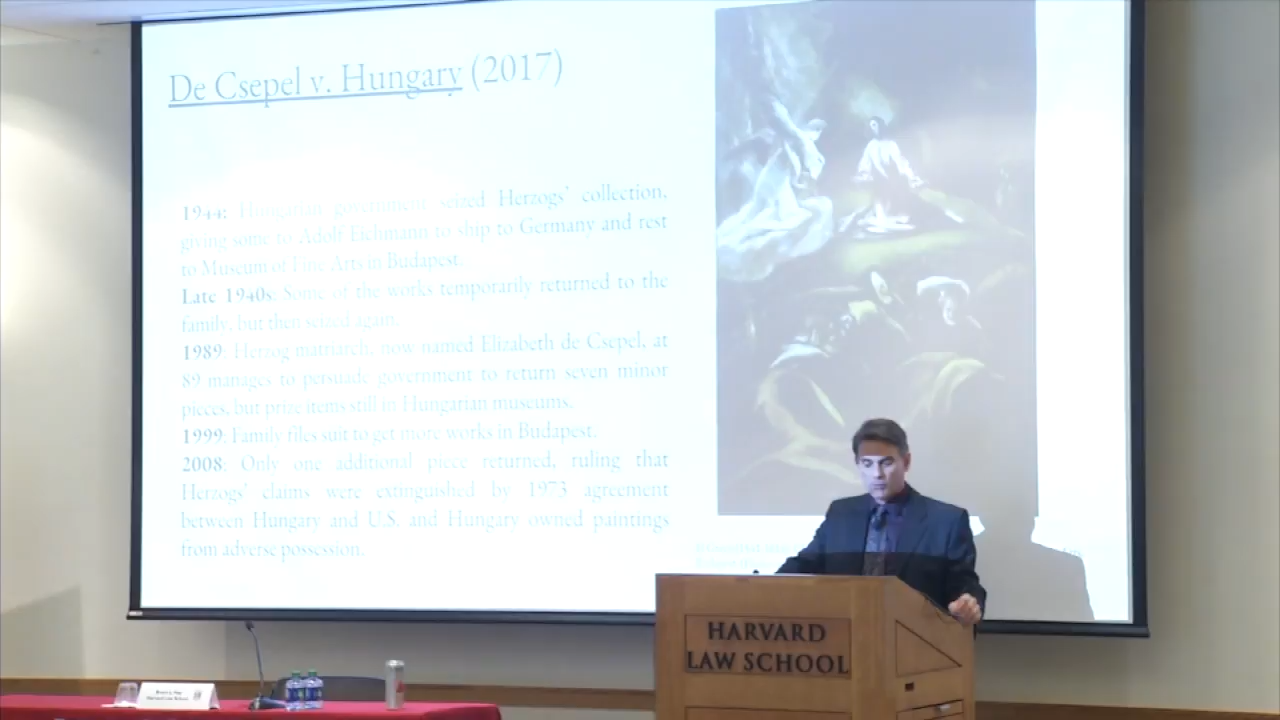 De Csepel v. Hungary (2017)
1944: Hungarian government seized Herzogs' collection,
giving some to Adolf Eichmann to ship to Germany and rest
to Museum of Fine Arts in Budapest.
Late 1940s: Some of the works temporarily returned to the
family, but then seized again.
1989: Herzog matriarch, now named Elizabeth de Csepel, at
89 manages to persuade government to return seven minor
pieces, but prize items still in Hungarian museums.
1999: Family files suit to get more works in Budapest.
2008: Only one additional piece returned, ruling that
Herzogs' claims were extinguished by 1973 agreement
between Hungary and U.S. and Hungary owned paintings
from adverse possession.
HARVARD
LAW SCHOOL